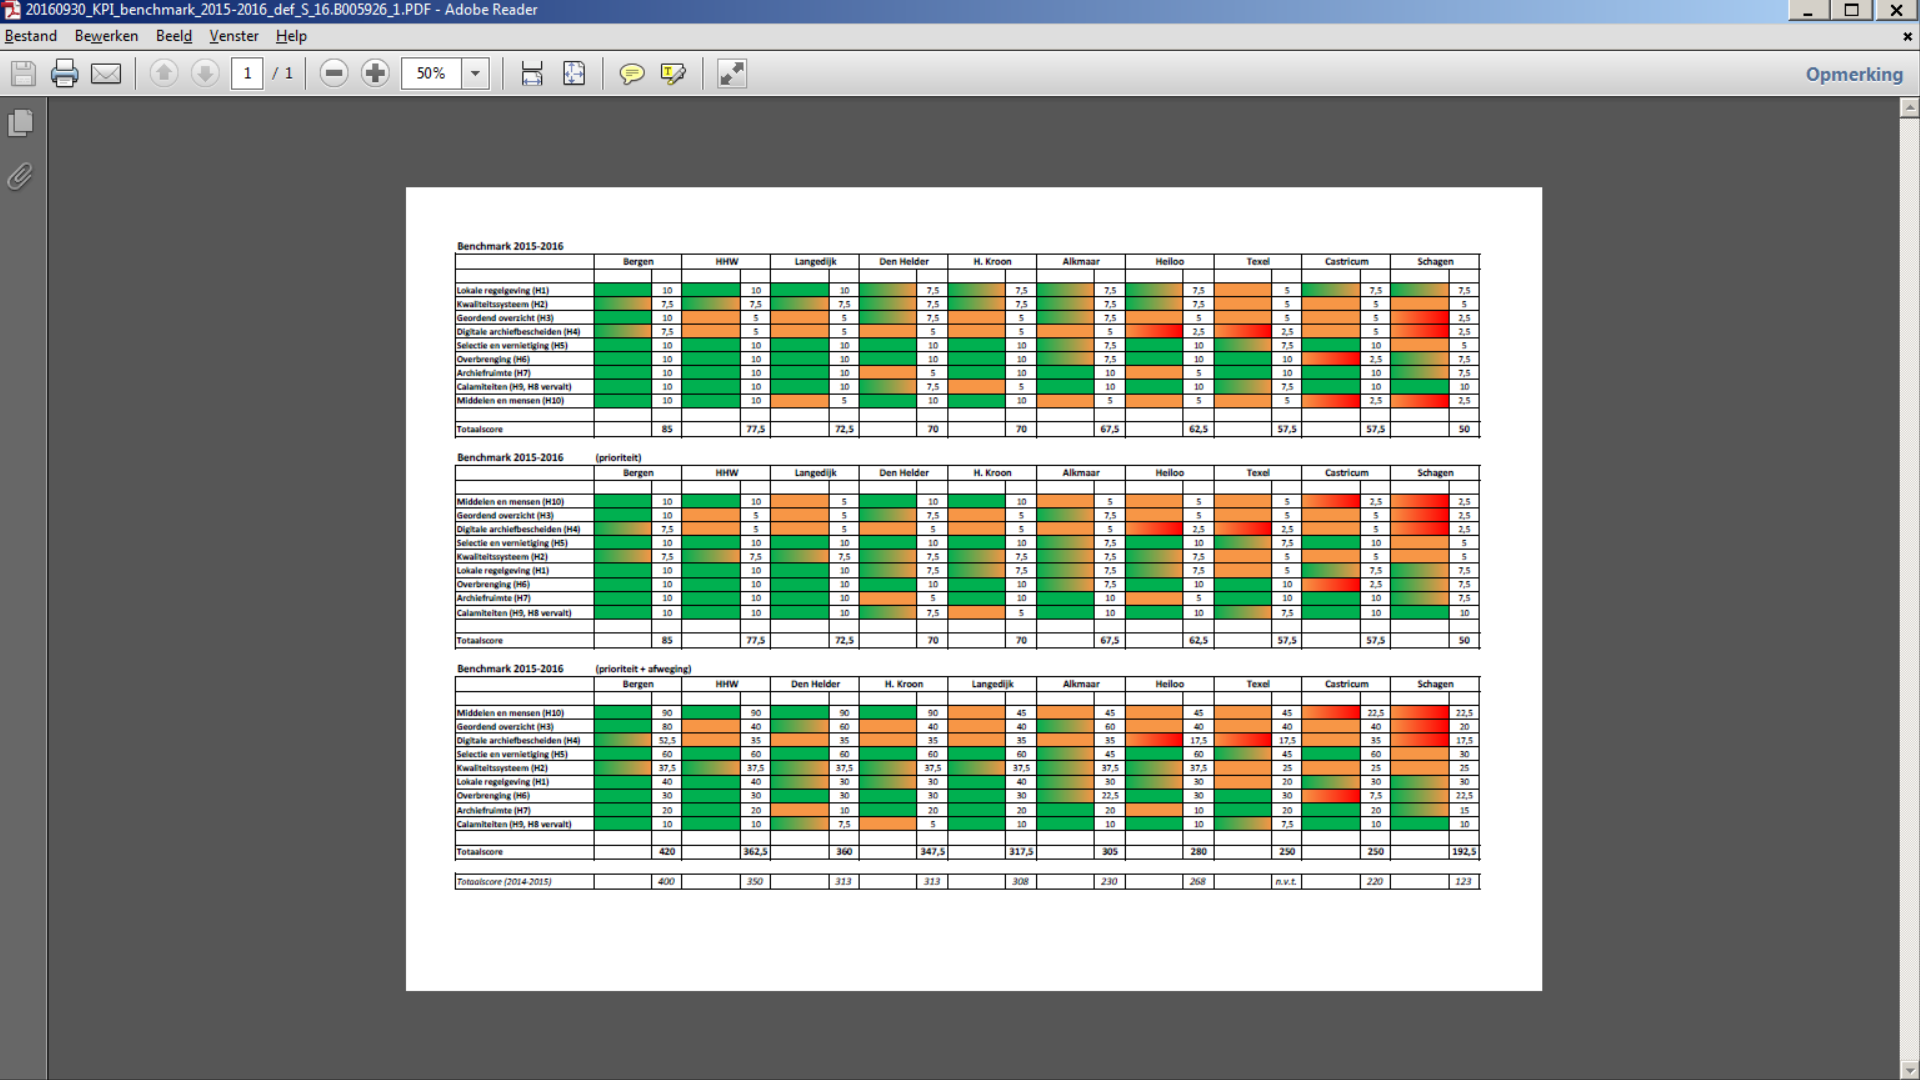 20160930_KPI_benchmark_2015-2016_def_S_16.B005926_1.PDF - Adobe Reader
Bestand Bewerken Beeld Venster Help
1 / 1 50% Opmerking
Benchmark 2015-2016
Bergen HHW Langedijk Den Helder H. Kroon Alkmaar Heiloo Texel Castricum Schagen
Lokale regelgeving (H1) 10 10 10 7,5 7,5 7,5 7,5 5 7,5 7,5
Kwaliteitssysteem (H2) 7,5 7,5 7,5 7,5 7,5 7,5 7,5 5 5 5
Geordend overzicht (H3) 10 5 5 7,5 5 7,5 5 5 5 2,5
Digitale archiefbescheiden (H4) 7,5 5 5 5 5 5 2,5 2,5 5 2,5
Selectie en vernietiging (H5) 10 10 10 10 10 7,5 10 7,5 10 5
Overbrenging (H6) 10 10 10 10 10 7,5 10 10 2,5 7,5
Archiefruimte (H7) 10 10 10 5 10 10 5 10 10 7,5
Calamiteiten (H9, H8 vervalt) 10 10 10 7,5 5 10 10 7,5 10 10
Middelen en mensen (H10) 10 10 5 10 10 5 5 5 2,5 2,5
Totaalscore 85 77,5 72,5 70 70 67,5 62,5 57,5 57,5 50
Benchmark 2015-2016 (prioriteit)
Bergen HHW Langedijk Den Helder H. Kroon Alkmaar Heiloo Texel Castricum Schagen
Middelen en mensen (H10) 10 10 5 10 10 5 5 5 2,5 2,5
Geordend overzicht (H3) 10 5 5 7,5 5 7,5 5 5 5 2,5
Digitale archiefbescheiden (H4) 7,5 5 5 5 5 5 2,5 2,5 5 2,5
Selectie en vernietiging (H5) 10 10 10 10 10 7,5 10 7,5 10 5
Kwaliteitssysteem (H2) 7,5 7,5 7,5 7,5 7,5 7,5 7,5 5 5 5
Lokale regelgeving (H1) 10 10 10 7,5 7,5 7,5 7,5 5 7,5 7,5
Overbrenging (H6) 10 10 10 10 10 7,5 10 10 2,5 7,5
Archiefruimte (H7) 10 10 10 5 10 10 5 10 10 7,5
Calamiteiten (H9, H8 vervalt) 10 10 10 7,5 5 10 10 7,5 10 10
Totaalscore 85 77,5 72,5 70 70 67,5 62,5 57,5 57,5 50
Benchmark 2015-2016 (prioriteit + afweging)
Bergen HHW Den Helder H. Kroon Langedijk Alkmaar Heiloo Texel Castricum Schagen
Middelen en mensen (H10) 90 90 90 90 45 45 45 45 22,5 22,5
Geordend overzicht (H3) 80 40 60 40 40 60 40 40 40 20
Digitale archiefbescheiden (H4) 52,5 35 35 35 35 35 17,5 17,5 35 17,5
Selectie en vernietiging (H5) 60 60 60 60 60 45 60 45 60 30
Kwaliteitssysteem (H2) 37,5 37,5 37,5 37,5 37,5 37,5 37,5 25 25 25
Lokale regelgeving (H1) 40 40 30 30 40 30 30 20 30 30
Overbrenging (H6) 30 30 30 30 30 22,5 30 30 7,5 22,5
Archiefruimte (H7) 20 20 10 20 20 20 10 20 20 15
Calamiteiten (H9, H8 vervalt) 10 10 7,5 5 10 10 10 7,5 10 10
Totaalscore 420 362,5 360 347,5 317,5 305 280 250 250 192,5
Totaalscore (2014-2015) 400 350 313 313 308 230 268 n.v.t. 220 123